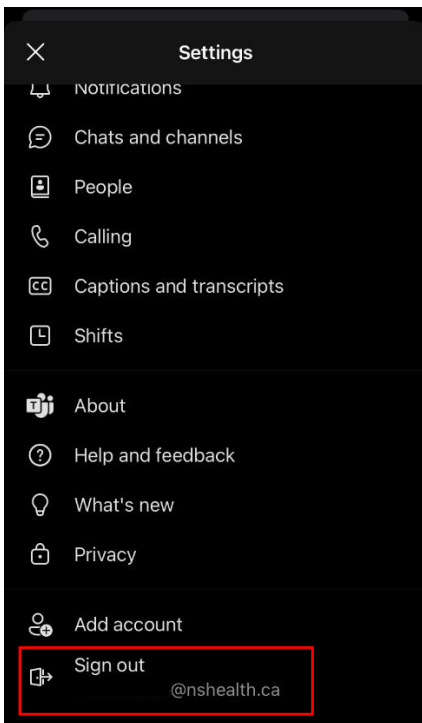 Settings
Notifications
Chats and channels
People
Calling
CC
Captions and transcripts
Shifts
About
Help and feedback
What's new
Privacy
Add account
Sign out
@nshealth.ca